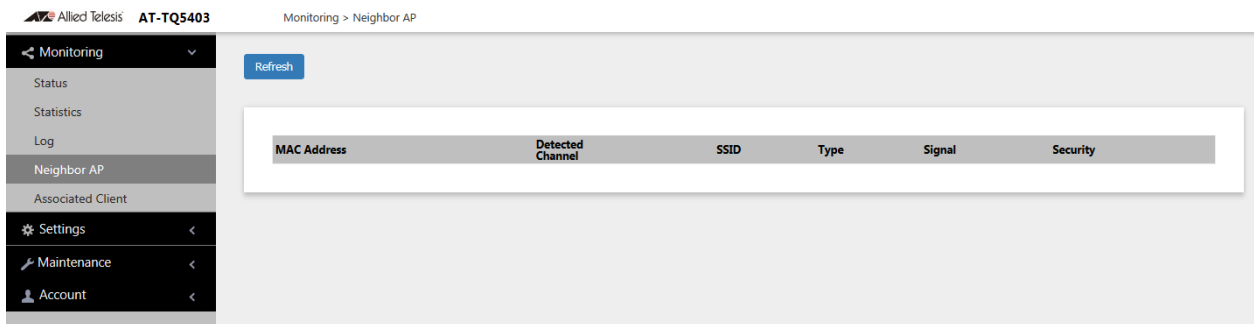 Allied Telesis AT-TQ5403 Monitoring > Neighbor AP
Monitoring
Refresh
Status
Statistics
Log
MAC Address Detected Channel SSID Type Signal Security
Neighbor AP
Associated Client
Settings
Maintenance
Account